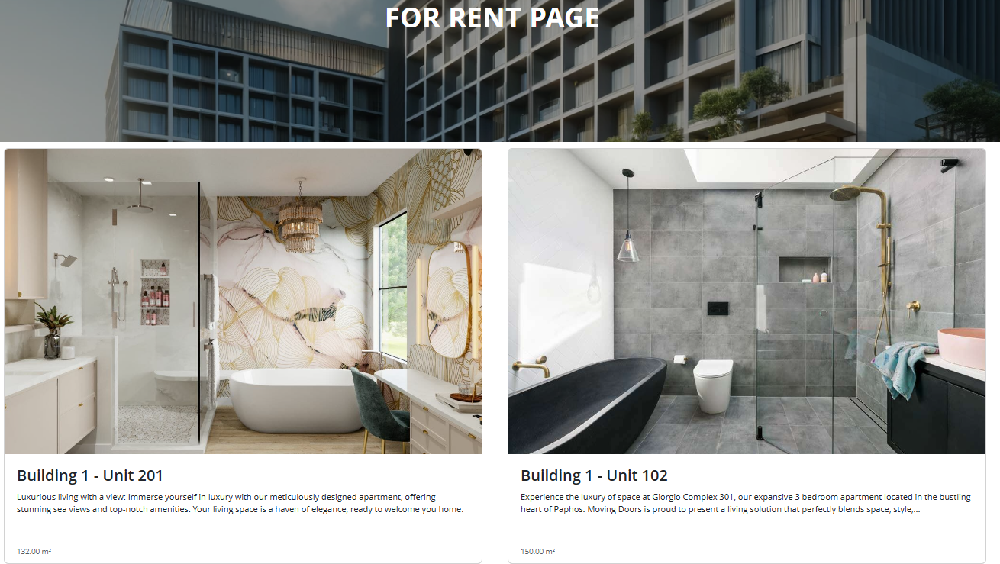 FOR RENT PAGE
Building 1 - Unit 201
Luxurious living with a view: Immerse yourself in luxury with our meticulously designed apartment, offering
stunning sea views and top-notch amenities. Your living space is a haven of elegance, ready to welcome you home.
132.00 m²
Building 1 - Unit 102
Experience the luxury of space at Giorgio Complex 301, our expansive 3 bedroom apartment located in the bustling
heart of Paphos. Moving Doors is proud to present a living solution that perfectly blends space, style,...
150.00 m²